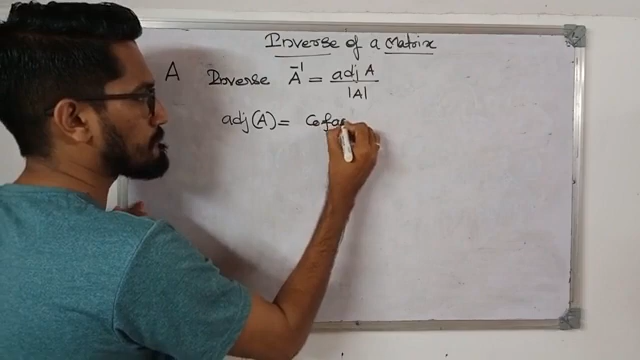 Inverse of a Matrix
A Inverse A⁻¹ = adj A / |A|
adj(A) = Cofac